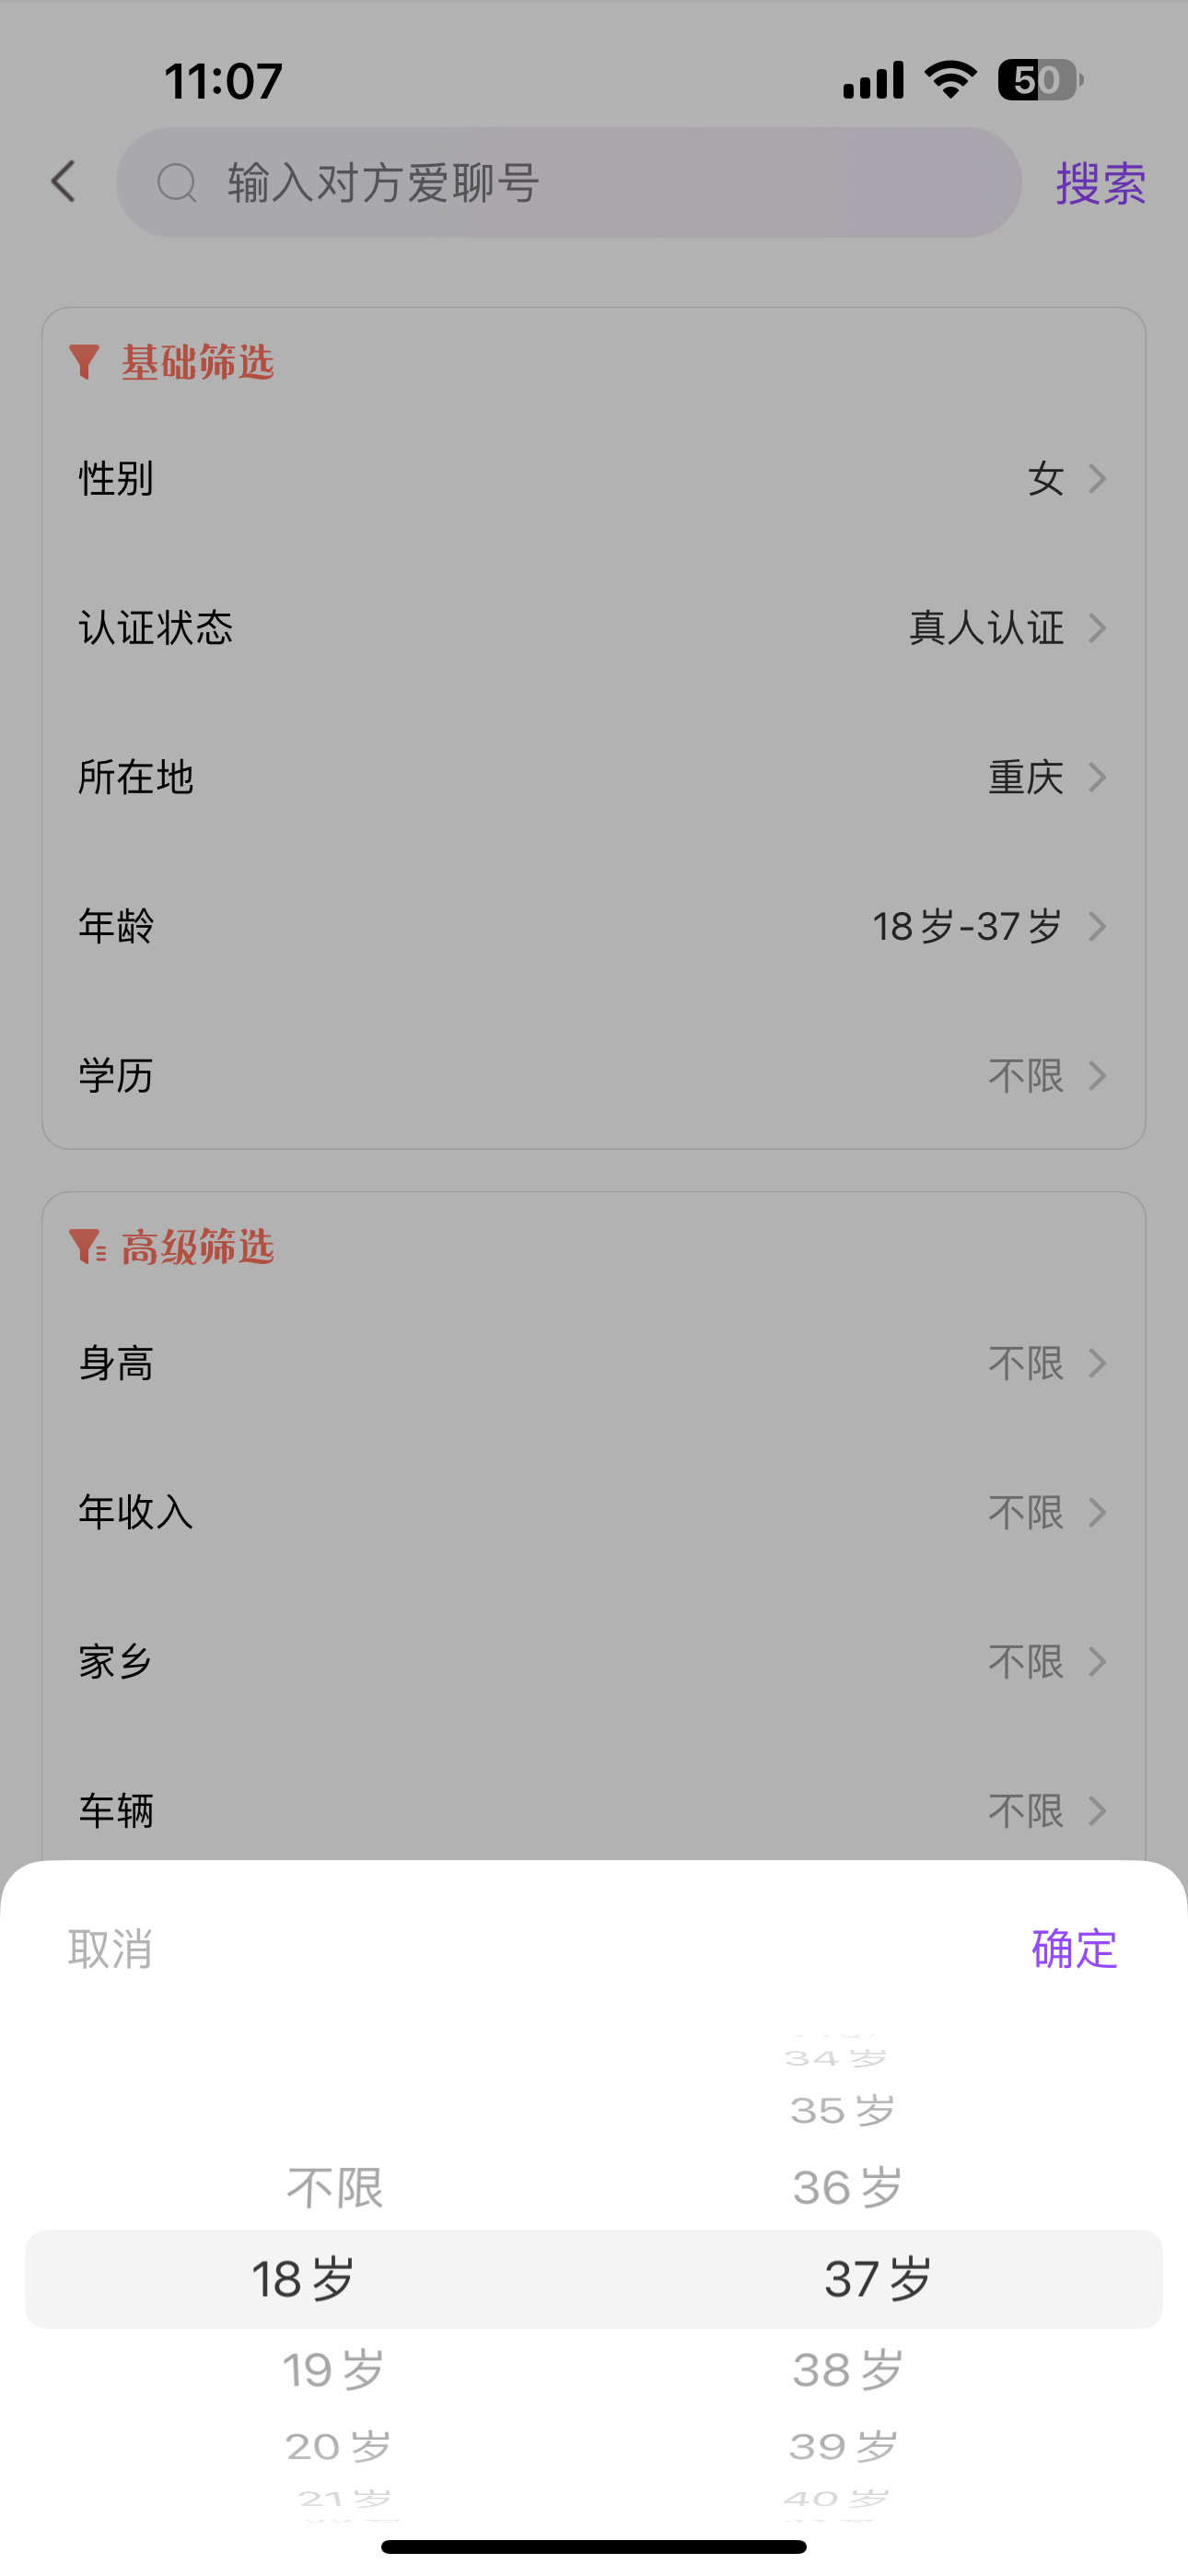 11:07
50
输入对方爱聊号
搜索
基础筛选
性别 女
认证状态 真人认证
所在地 重庆
年龄 18岁-37岁
学历 不限
高级筛选
身高 不限
年收入 不限
家乡 不限
车辆 不限
取消 确定
34岁
35岁
不限 36岁
18岁 37岁
19岁 38岁
20岁 39岁
21岁 40岁